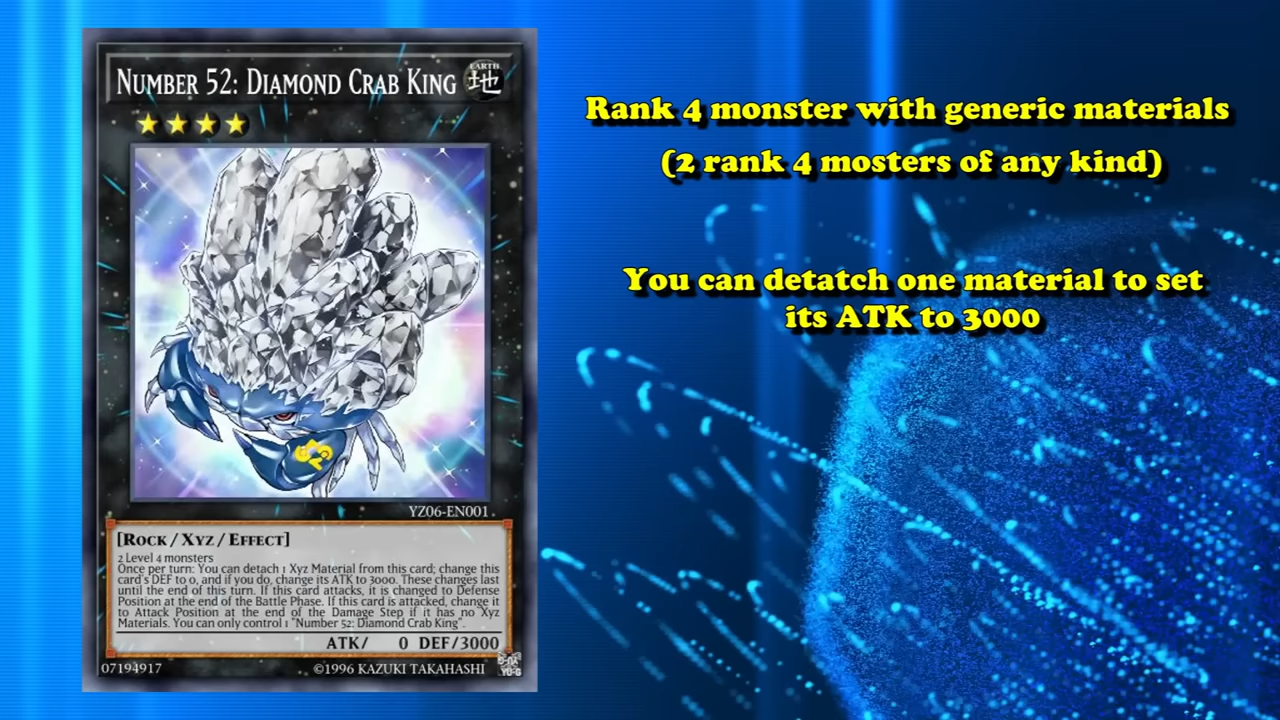 NUMBER 52: DIAMOND CRAB KING
EARTH
地
YZ06-EN001
[ROCK / XYZ / EFFECT]
2 Level 4 monsters
Once per turn: You can detach 1 Xyz Material from this card; change this
card's DEF to 0, and if you do, change its ATK to 3000. These changes last
until the end of this turn. If this card attacks, it is changed to Defense
Position at the end of the Battle Phase. If this card is attacked, change it
to Attack Position at the end of the Damage Step if it has no Xyz
Materials. You can only control 1 "Number 52: Diamond Crab King".
ATK/ 0 DEF/3000
07194917
©1996 KAZUKI TAKAHASHI
Rank 4 monster with generic materials
(2 rank 4 mosters of any kind)
You can detatch one material to set
its ATK to 3000